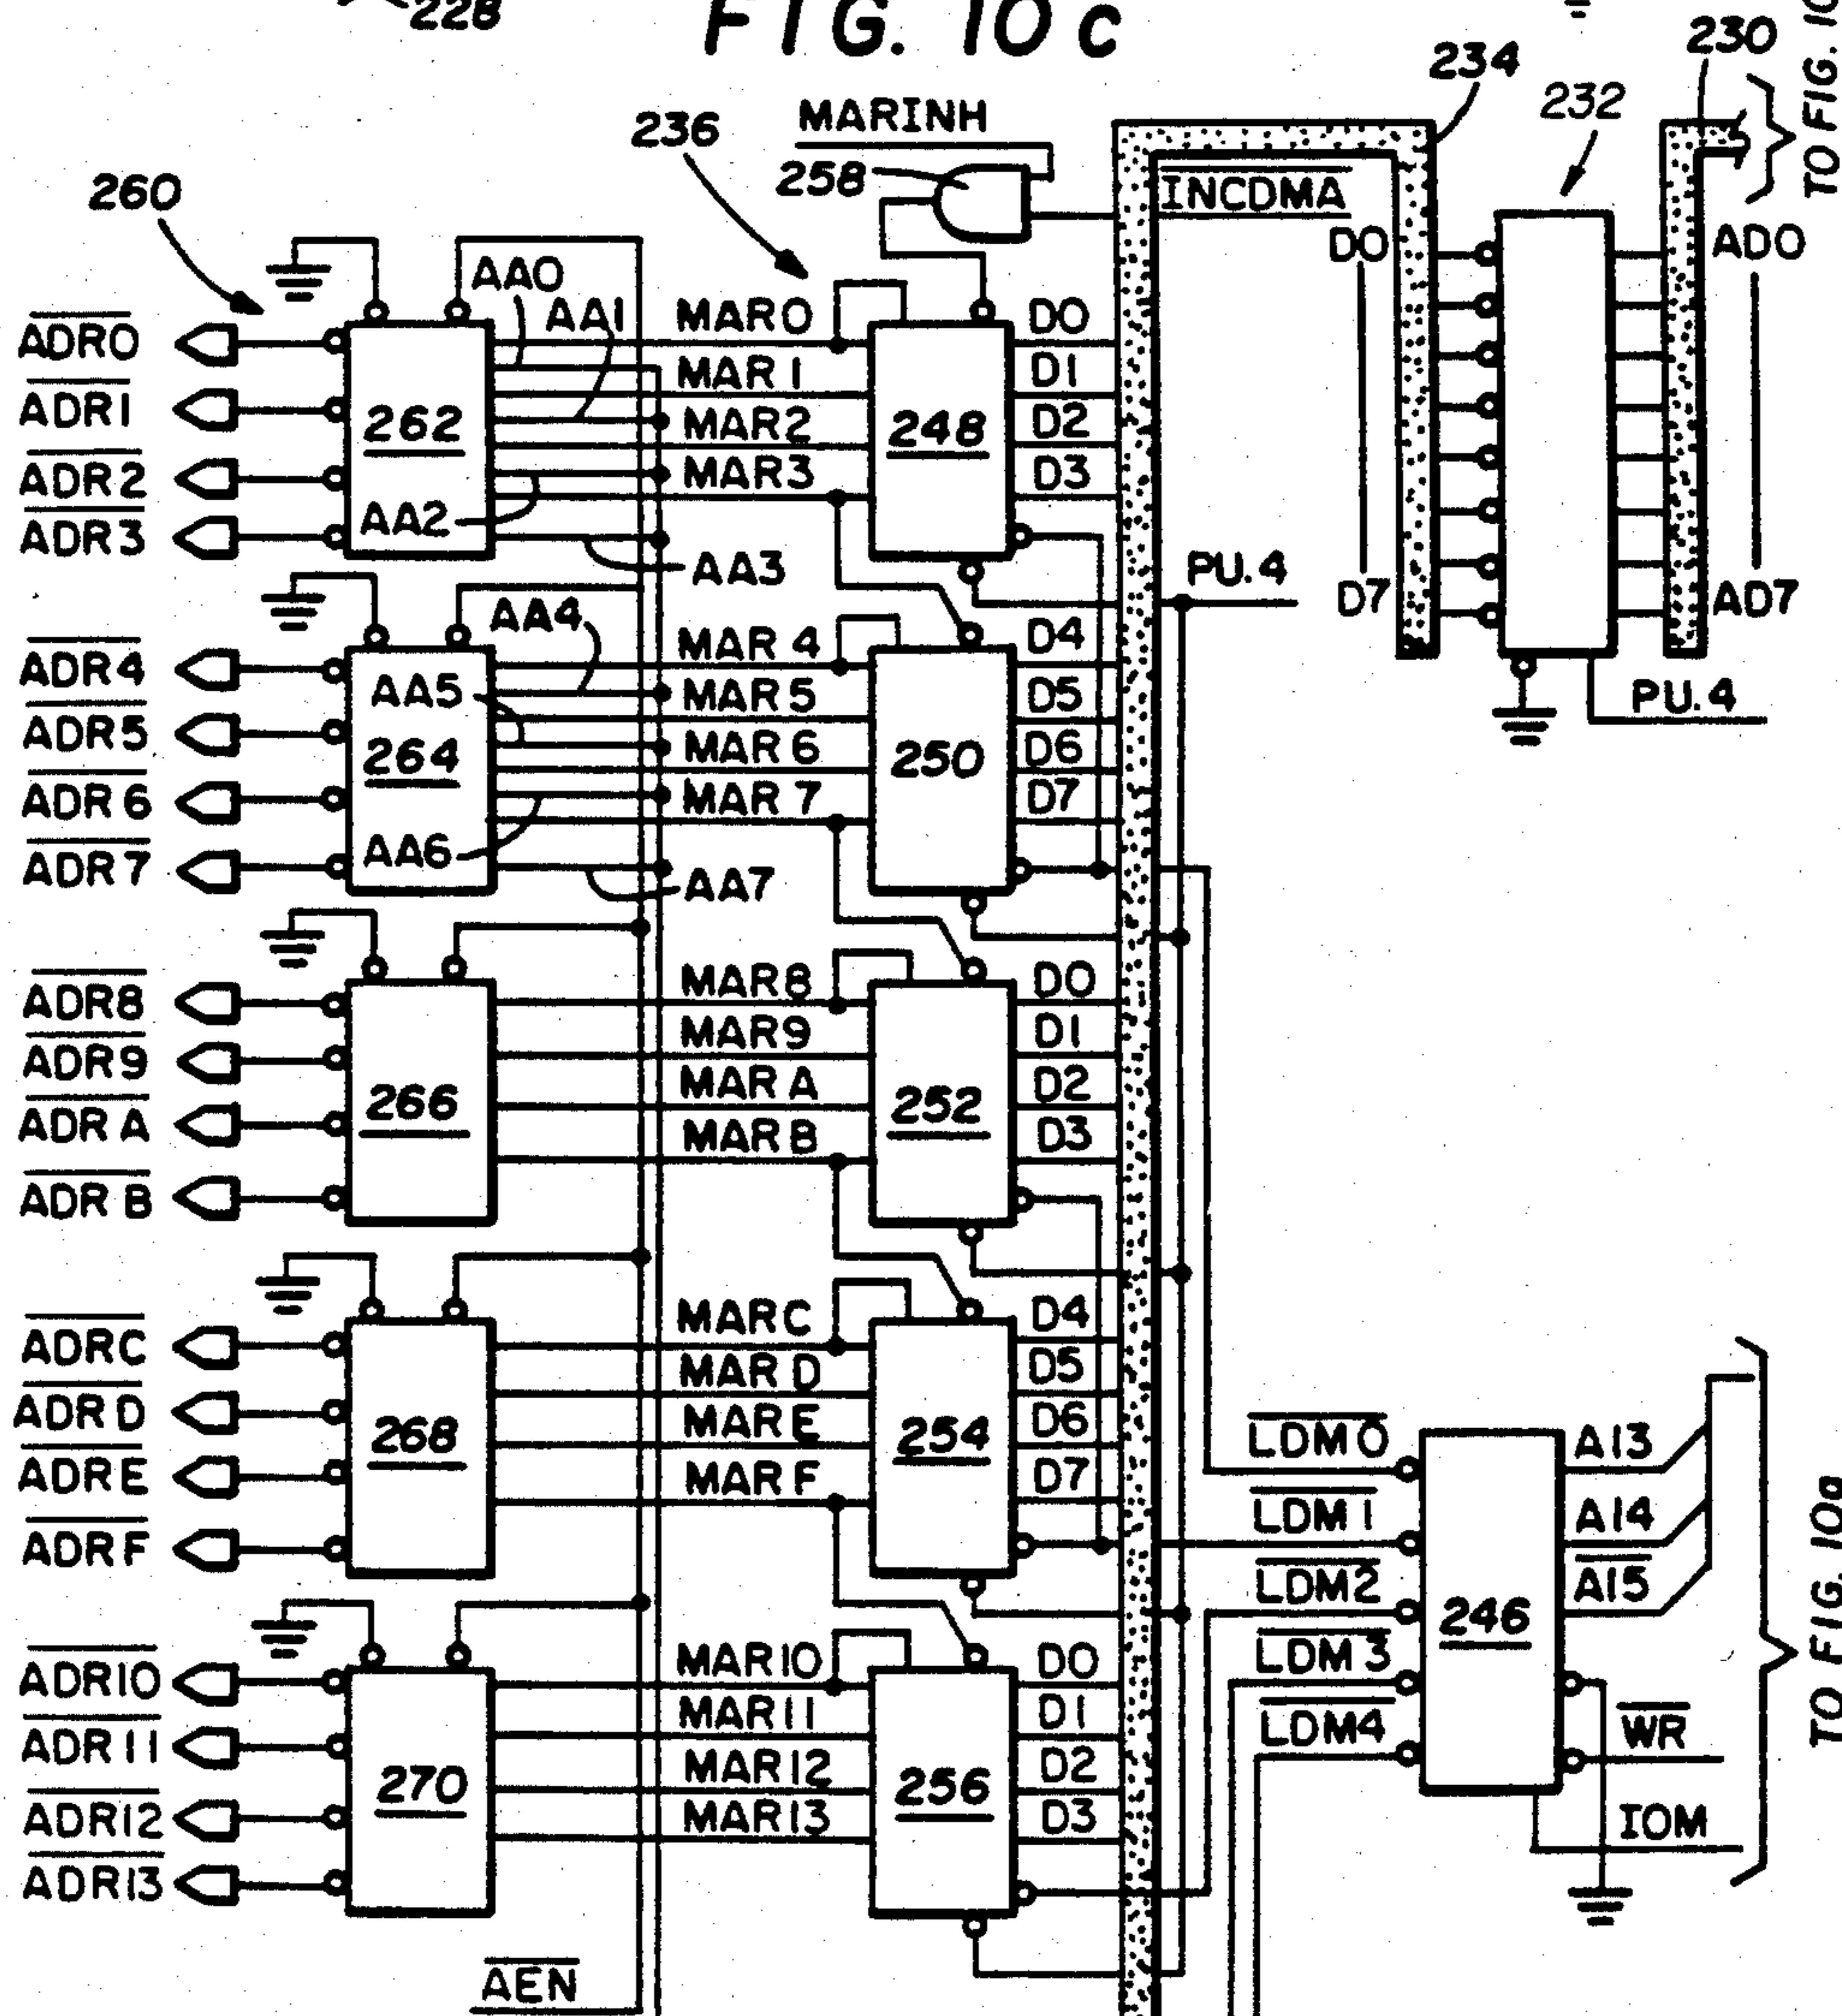 228
FIG. 10c
230
TO FIG. 10
234
232
MARINH
236
258
260
INCDMA
D0
D7
AD0
AD7
PU.4
PU.4
AA0
AA1
MAR0
MAR1
MAR2
MAR3
D0
D1
D2
D3
ADR0
ADR1
ADR2
ADR3
262
248
AA2
AA3
AA4
MAR 4
MAR 5
MAR 6
MAR 7
D4
D5
D6
D7
ADR4
ADR5
ADR6
ADR7
AA5
264
250
AA6
AA7
MAR8
MAR9
MAR A
MAR B
D0
D1
D2
D3
ADR8
ADR9
ADR A
ADR B
266
252
MARC
MAR D
MARE
MAR F
D4
D5
D6
D7
ADRC
ADR D
ADRE
ADRF
268
254
LDM0
LDM1
LDM2
LDM3
LDM4
246
A13
A14
A15
WR
IOM
TO FIG. 10a
MAR10
MAR11
MAR12
MAR13
D0
D1
D2
D3
ADR10
ADR11
ADR12
ADR13
270
256
AEN